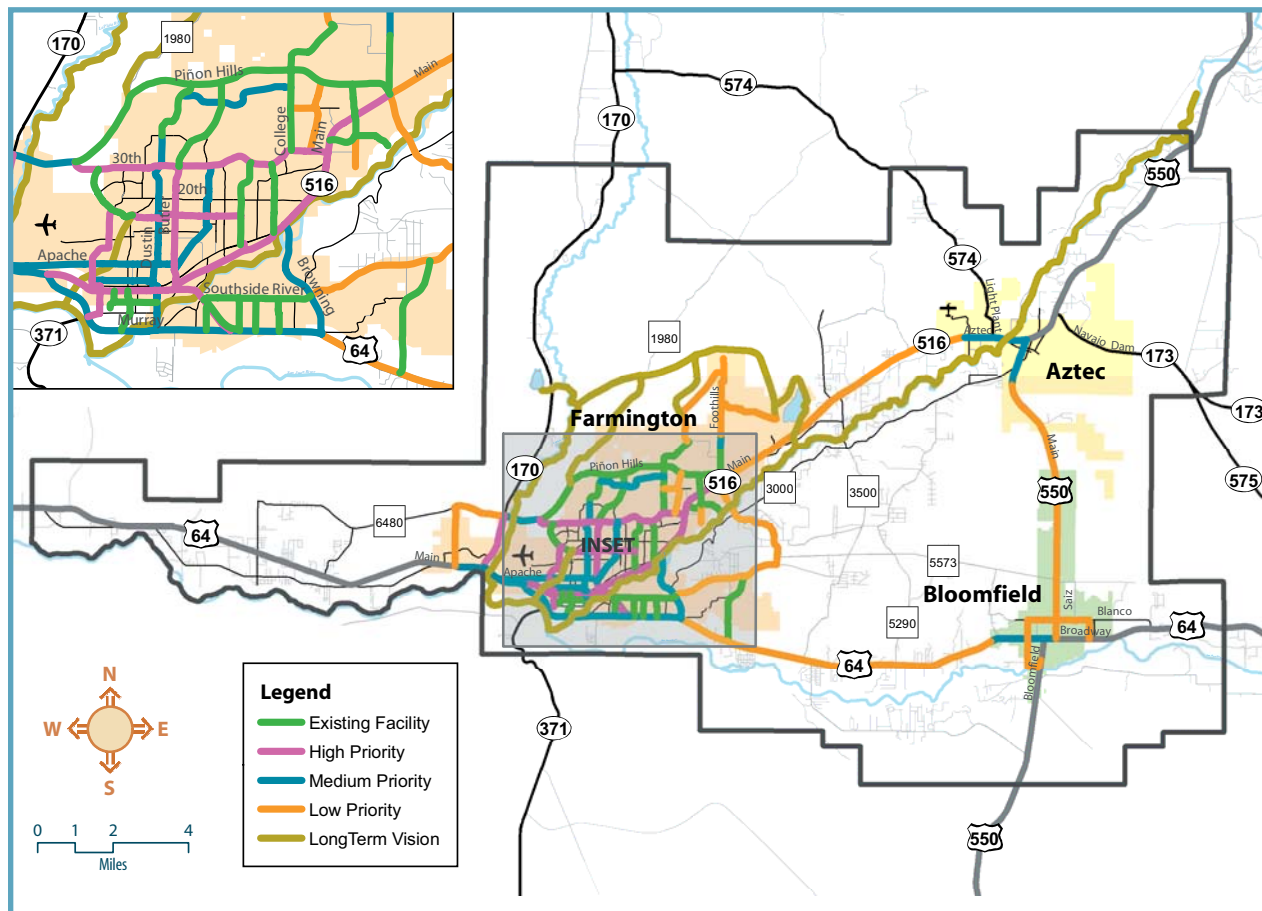 170
1980
Piñon Hills
Main
College
Main
30th
516
20th
Butler
Dustin
Apache
Browning
Southside River
Murray
371
64
574
170
574
550
Light Plant
1980
516
Aztec
Navajo Dam
173
Aztec
173
Farmington
Foothills
Main
575
170
Piñon Hills
Main
516
3000
3500
550
6480
64
Main
INSET
Apache
5573
Bloomfield
Saiz
Blanco
5290
Broadway
64
64
Bloomfield
371
550
N
W
E
S
0 1 2 4
Miles
Legend
Existing Facility
High Priority
Medium Priority
Low Priority
LongTerm Vision